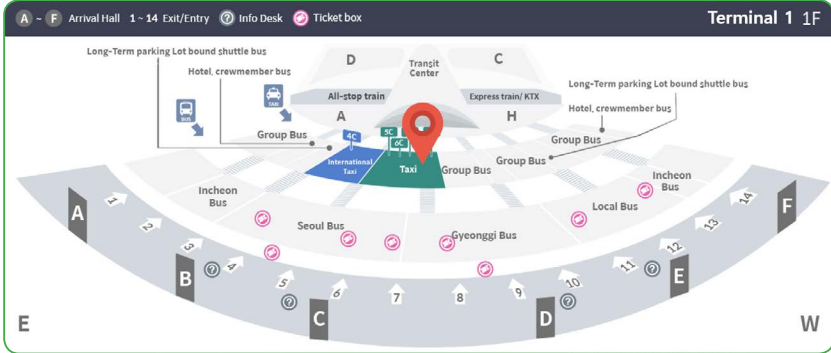 A ~ F Arrival Hall 1 ~ 14 Exit/Entry ? Info Desk Ticket box
Terminal 1 1F
Long-Term parking Lot bound shuttle bus
Hotel, crewmember bus
D
Transit
Center
C
All-stop train
Express train/ KTX
Long-Term parking Lot bound shuttle bus
Hotel, crewmember bus
BUS
TAXI
A
H
Group Bus
4C
5C
6C
International
Taxi
Taxi
Group Bus
Group Bus
Group Bus
Incheon
Bus
Seoul Bus
Gyeonggi Bus
Local Bus
Incheon
Bus
A
1
2
3
B
?
4
5
?
C
6
7
8
9
D
10
?
11
?
12
E
13
14
F
E
W